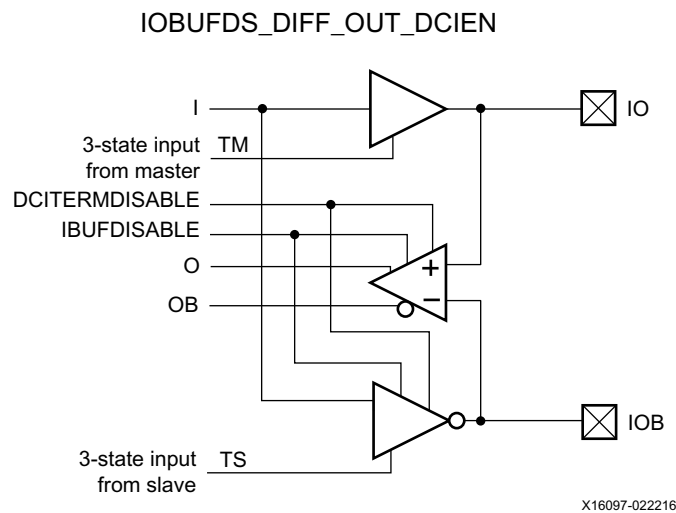 IOBUFDS_DIFF_OUT_DCIEN
I
IO
3-state input TM
from master
DCITERMDISABLE
IBUFDISABLE
O
+
OB
−
IOB
3-state input TS
from slave
X16097-022216